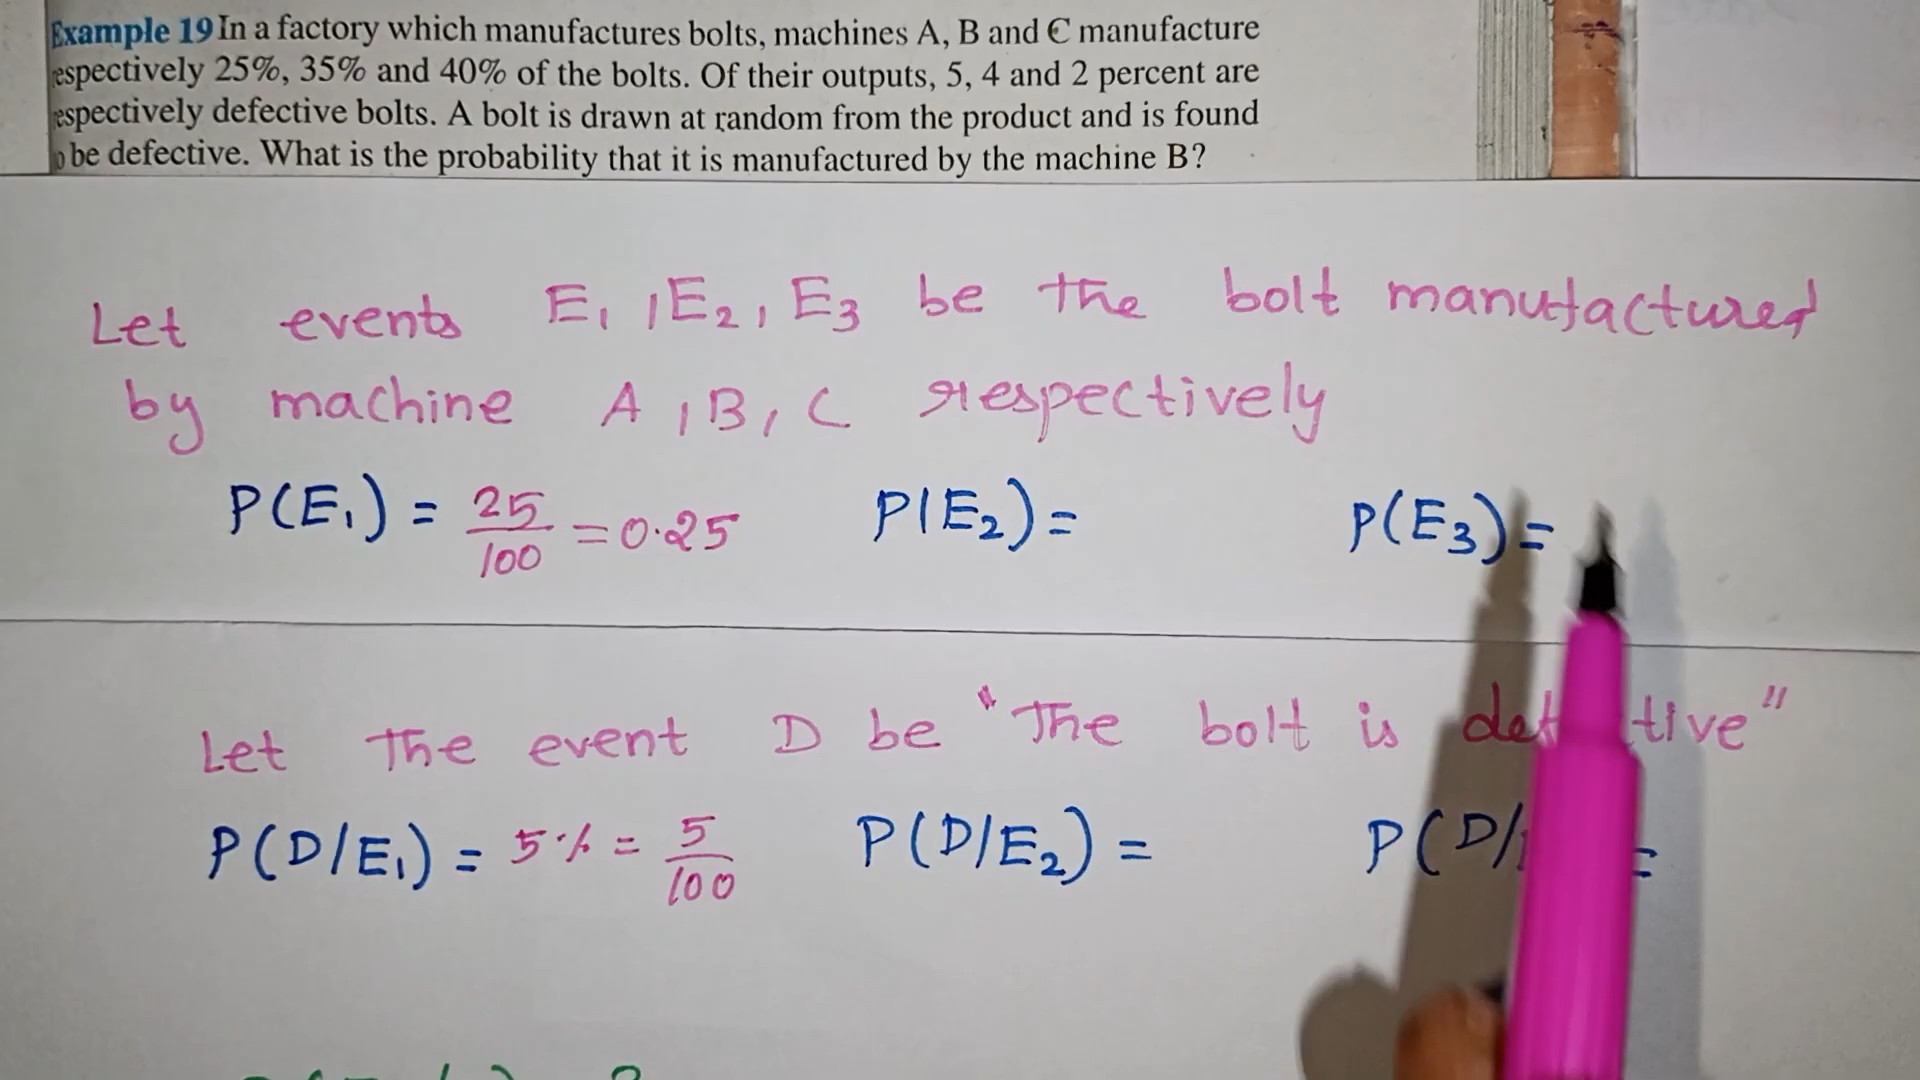 Example 19 In a factory which manufactures bolts, machines A, B and C manufacture
espectively 25%, 35% and 40% of the bolts. Of their outputs, 5, 4 and 2 percent are
espectively defective bolts. A bolt is drawn at random from the product and is found
o be defective. What is the probability that it is manufactured by the machine B?
Let events E₁, E₂, E₃ be the bolt manufactured
by machine A, B, C respectively
P(E₁) = 25/100 = 0.25 P(E₂) = P(E₃) =
Let The event D be "The bolt is tive"
P(D/E₁) = 5% = 5/100 P(D/E₂) = P(D/ =